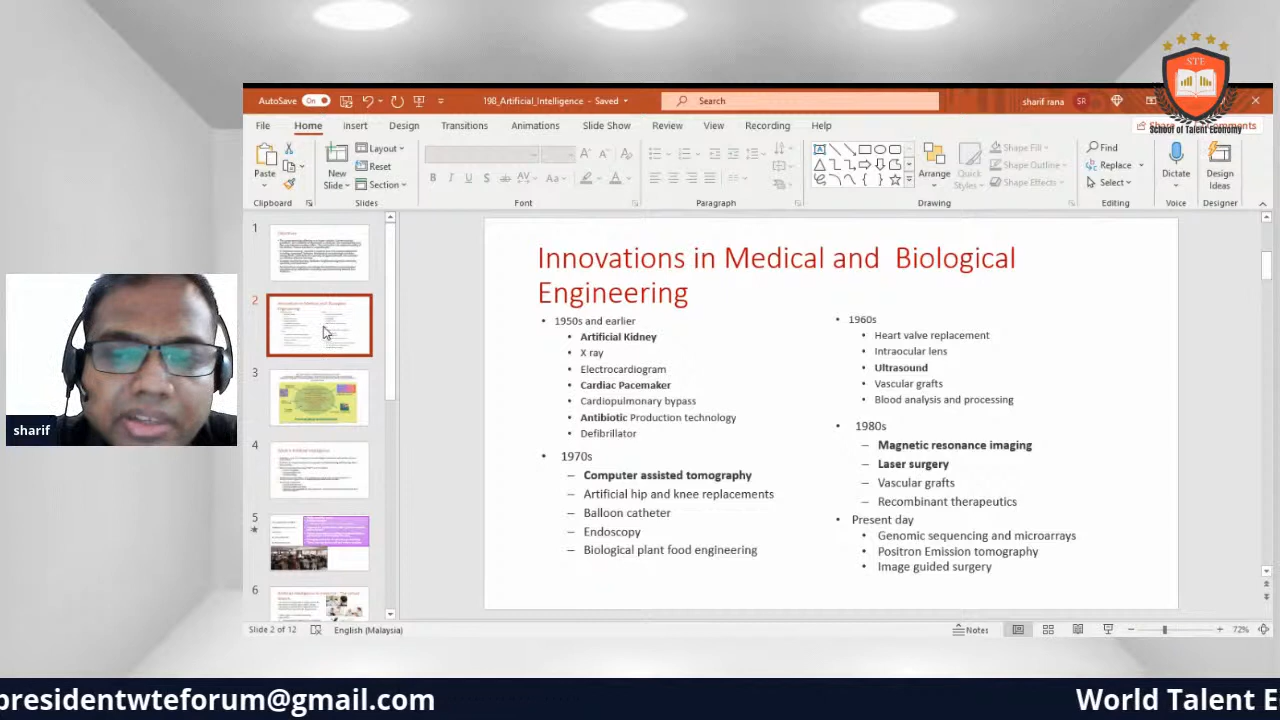 STE
School of Talent Economy
AutoSave On
198_Artificial_Intelligence - Saved
Search
sharif rana SR
File Home Insert Design Transitions Animations Slide Show Review View Recording Help
Comments
Paste
New Slide
Layout
Reset
Section
Arrange
Quick Styles
Shape Fill
Shape Outline
Shape Effects
Find
Replace
Select
Dictate
Design Ideas
Clipboard Slides Font Paragraph Drawing Editing Voice Designer
1
2
3
4
5
6
Innovations in Medical and Biological
Engineering
• 1950s and earlier
• Artificial Kidney
• X ray
• Electrocardiogram
• Cardiac Pacemaker
• Cardiopulmonary bypass
• Antibiotic Production technology
• Defibrillator
• 1970s
– Computer assisted tomography
– Artificial hip and knee replacements
– Balloon catheter
– Endoscopy
– Biological plant food engineering
• 1960s
• Heart valve replacement
• Intraocular lens
• Ultrasound
• Vascular grafts
• Blood analysis and processing
• 1980s
– Magnetic resonance imaging
– Laser surgery
– Vascular grafts
– Recombinant therapeutics
• Present day
• Genomic sequencing and microarrays
• Positron Emission tomography
• Image guided surgery
sharif
Slide 2 of 12 English (Malaysia) Notes 72%
presidentwteforum@gmail.com World Talent E